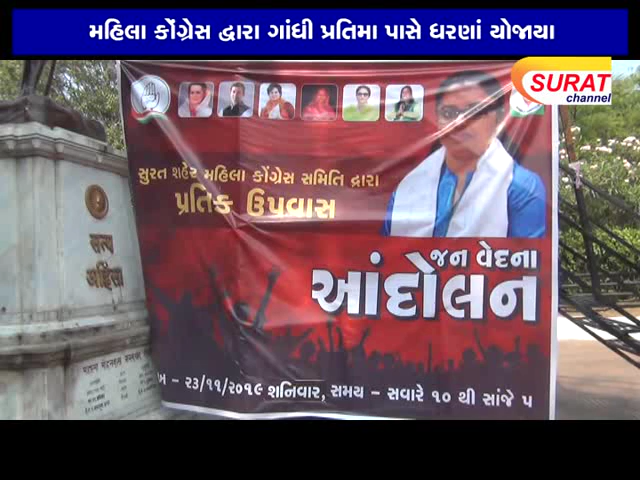 મહિલા કોંગ્રેસ દ્વારા ગાંધી પ્રતિમા પાસે ધરણાં યોજાયા
SURAT
channel
સુરત શહેર મહિલા કોંગ્રેસ સમિતિ દ્વારા
પ્રતિક ઉપવાસ
જન વેદના
આંદોલન
સત્ય
અહિંસા
– ૨૩/૧૧/૨૦૧૯ શનિવાર, સમય – સવારે ૧૦ થી સાંજે ૫